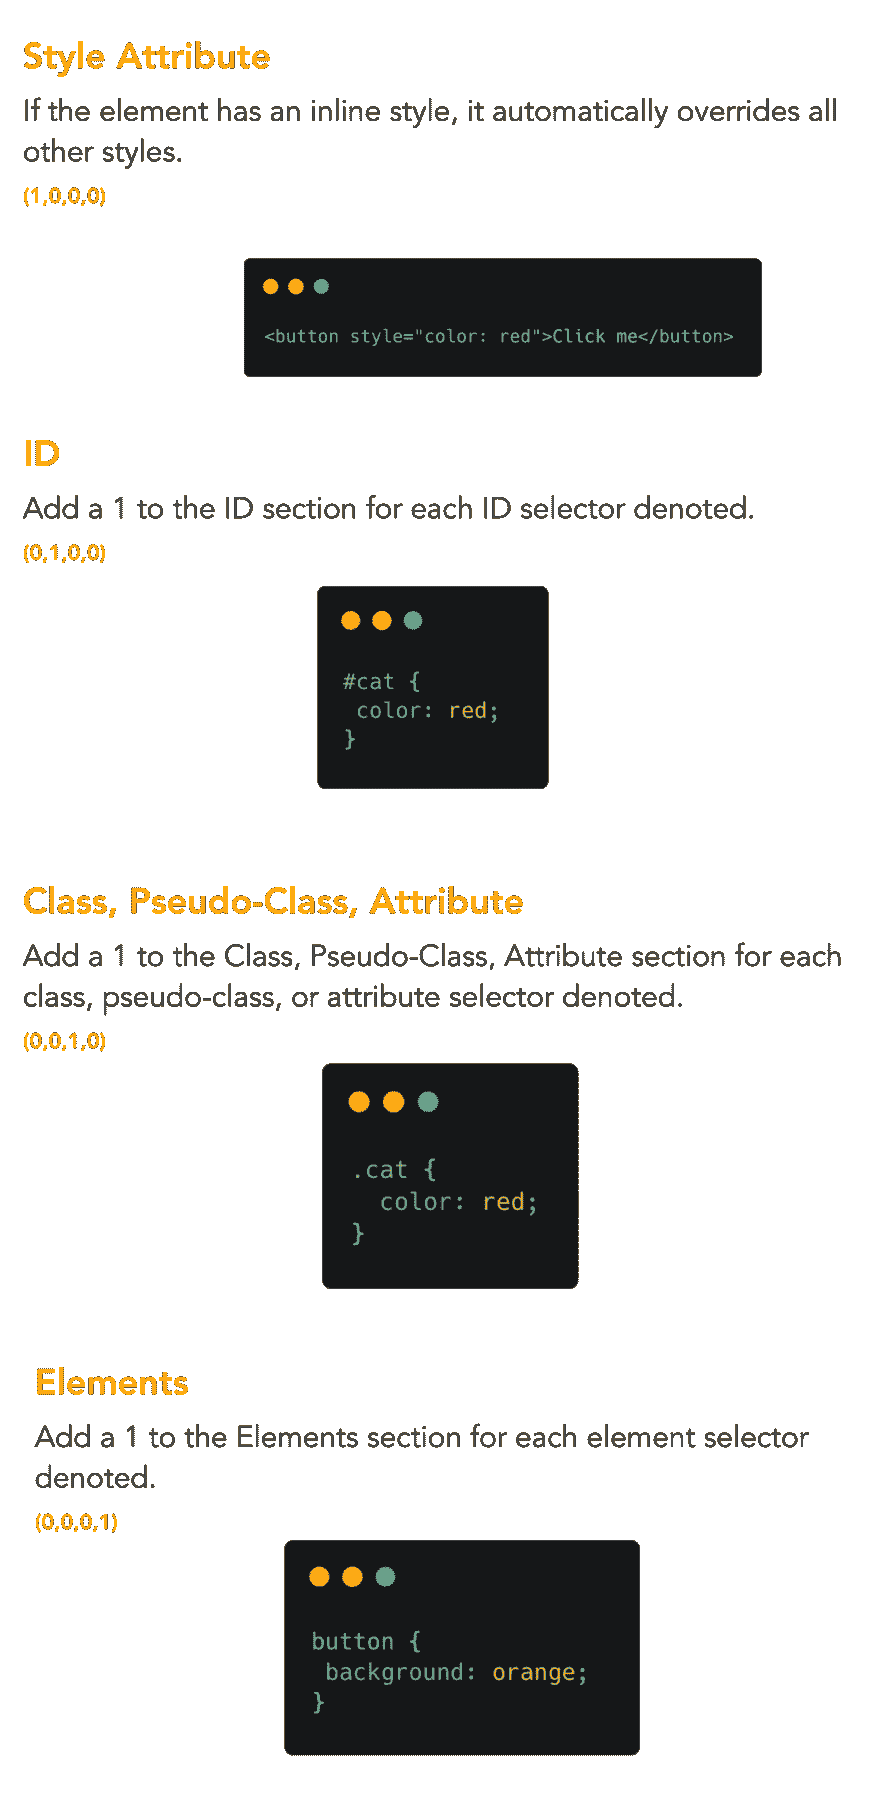 Style Attribute
If the element has an inline style, it automatically overrides all
other styles.
(1,0,0,0)
<button style="color: red">Click me</button>
ID
Add a 1 to the ID section for each ID selector denoted.
(0,1,0,0)
#cat {
color: red;
}
Class, Pseudo-Class, Attribute
Add a 1 to the Class, Pseudo-Class, Attribute section for each
class, pseudo-class, or attribute selector denoted.
(0,0,1,0)
.cat {
color: red;
}
Elements
Add a 1 to the Elements section for each element selector
denoted.
(0,0,0,1)
button {
background: orange;
}